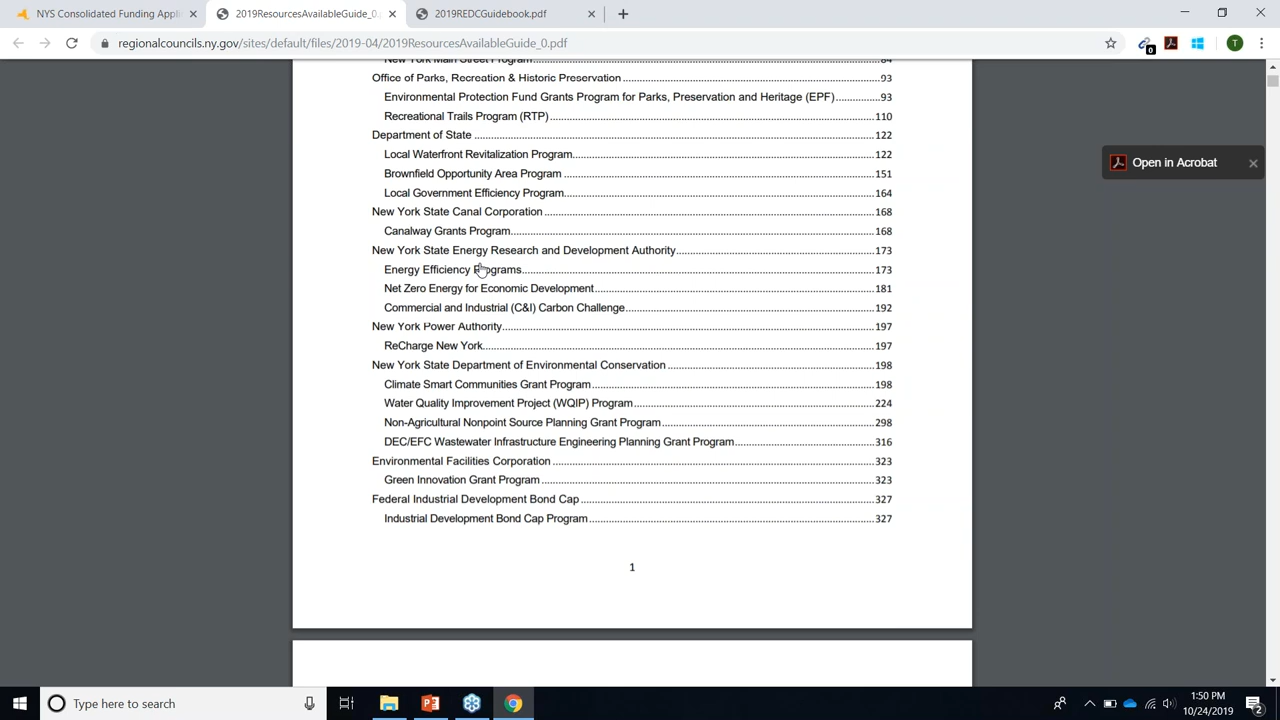 NYS Consolidated Funding Appli
2019ResourcesAvailableGuide_0.
2019REDCGuidebook.pdf
regionalcouncils.ny.gov/sites/default/files/2019-04/2019ResourcesAvailableGuide_0.pdf
0
T
New York Main Street Program 84
Office of Parks, Recreation & Historic Preservation 93
Environmental Protection Fund Grants Program for Parks, Preservation and Heritage (EPF) 93
Recreational Trails Program (RTP) 110
Department of State 122
Local Waterfront Revitalization Program 122
Brownfield Opportunity Area Program 151
Local Government Efficiency Program 164
New York State Canal Corporation 168
Canalway Grants Program 168
New York State Energy Research and Development Authority 173
Energy Efficiency Programs 173
Net Zero Energy for Economic Development 181
Commercial and Industrial (C&I) Carbon Challenge 192
New York Power Authority 197
ReCharge New York 197
New York State Department of Environmental Conservation 198
Climate Smart Communities Grant Program 198
Water Quality Improvement Project (WQIP) Program 224
Non-Agricultural Nonpoint Source Planning Grant Program 298
DEC/EFC Wastewater Infrastructure Engineering Planning Grant Program 316
Environmental Facilities Corporation 323
Green Innovation Grant Program 323
Federal Industrial Development Bond Cap 327
Industrial Development Bond Cap Program 327
1
Open in Acrobat
Type here to search
1:50 PM
10/24/2019
2